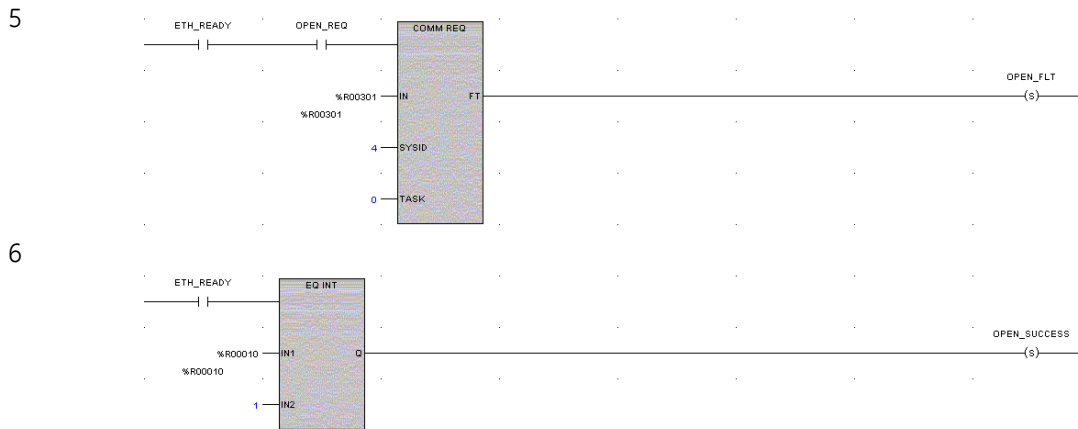 5
ETH_READY OPEN_REQ COMM REQ
OPEN_FLT
%R00301 IN FT (S)
%R00301
4 SYSID
0 TASK
6
ETH_READY EQ INT
OPEN_SUCCESS
%R00010 IN1 Q (S)
%R00010
1 IN2